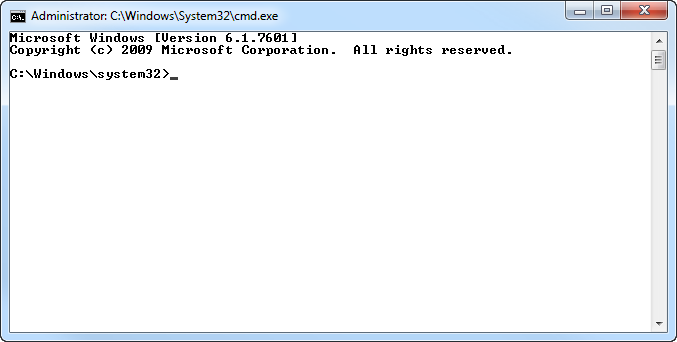 Administrator: C:\Windows\System32\cmd.exe
Microsoft Windows [Version 6.1.7601]
Copyright (c) 2009 Microsoft Corporation.  All rights reserved.
C:\Windows\system32>_